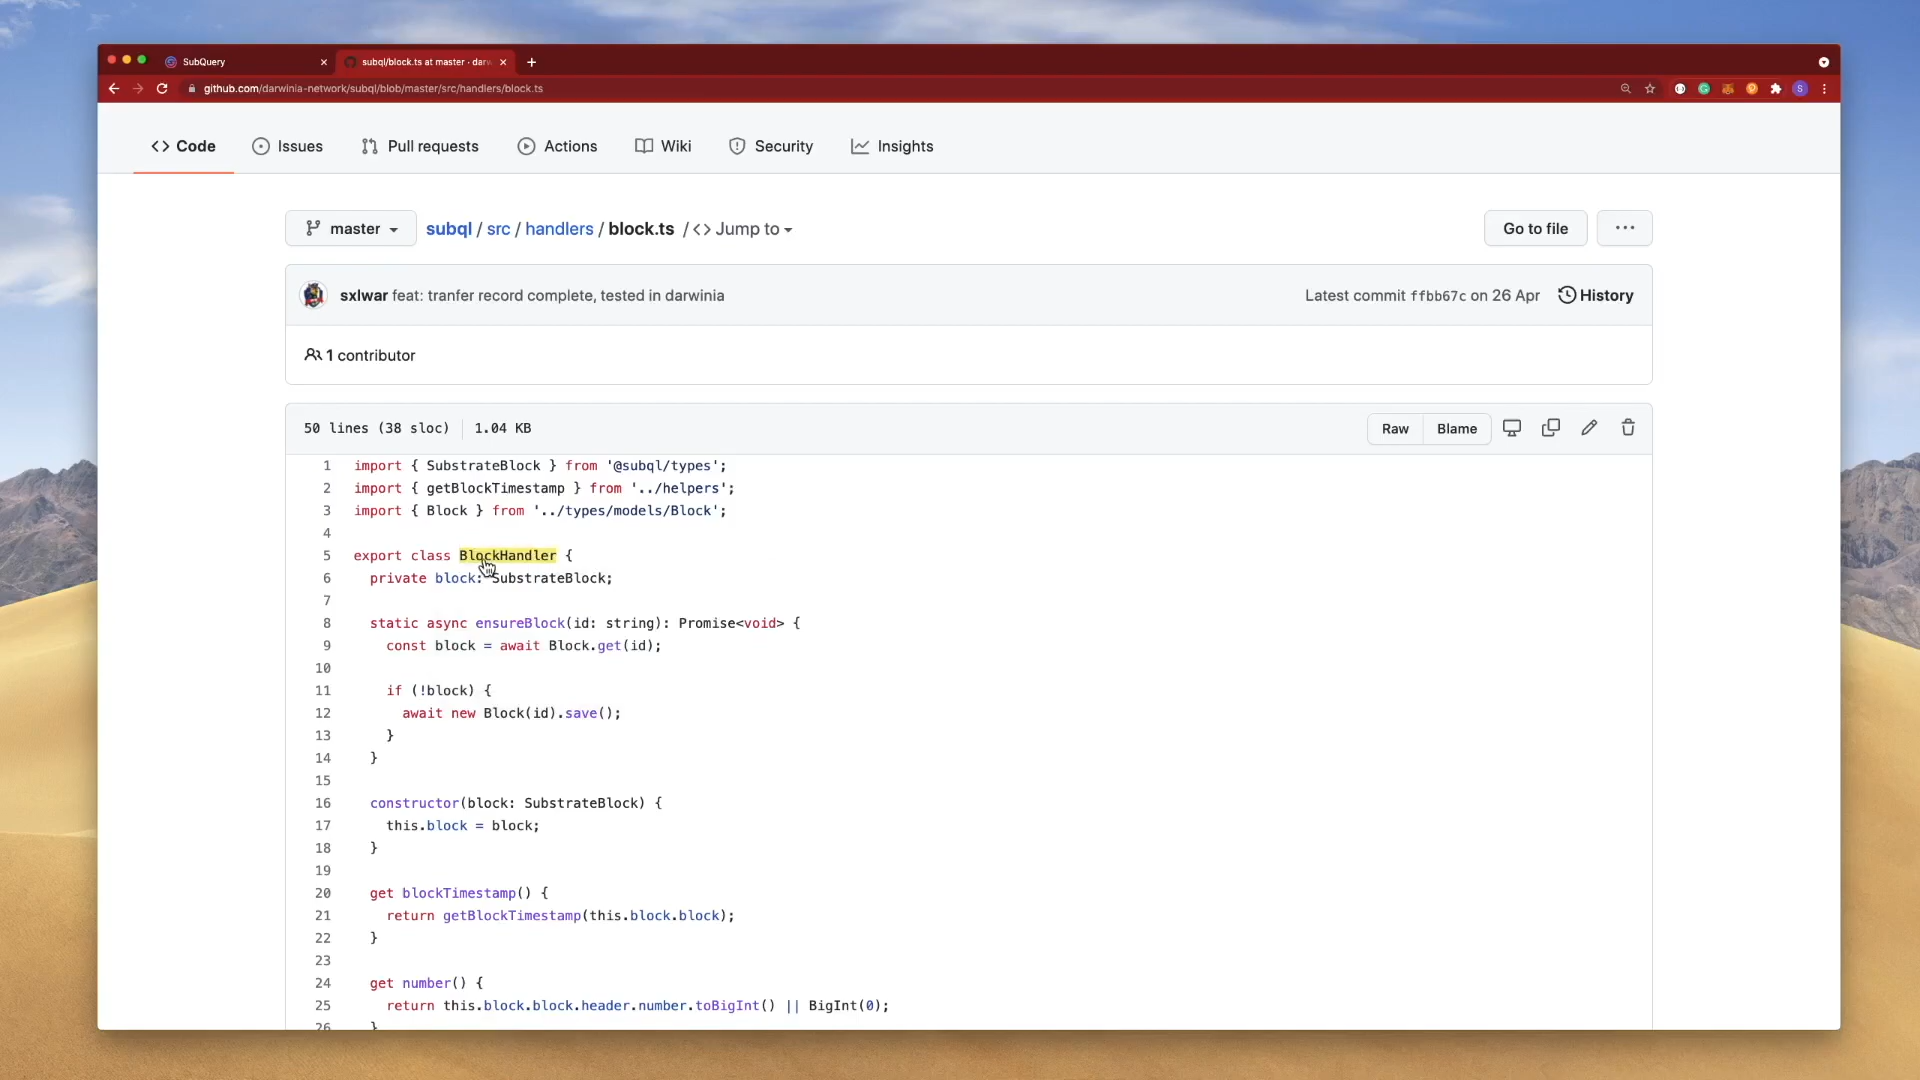 SubQuery
subql/block.ts at master · darw
github.com/darwinia-network/subql/blob/master/src/handlers/block.ts
S
Code Issues Pull requests Actions Wiki Security Insights
master subql / src / handlers / block.ts / <> Jump to Go to file ...
sxlwar feat: tranfer record complete, tested in darwinia Latest commit ffbb67c on 26 Apr History
1 contributor
50 lines (38 sloc) 1.04 KB Raw Blame
1 import { SubstrateBlock } from '@subql/types';
2 import { getBlockTimestamp } from '../helpers';
3 import { Block } from '../types/models/Block';
4
5 export class BlockHandler {
6 private block: SubstrateBlock;
7
8 static async ensureBlock(id: string): Promise<void> {
9 const block = await Block.get(id);
10
11 if (!block) {
12 await new Block(id).save();
13 }
14 }
15
16 constructor(block: SubstrateBlock) {
17 this.block = block;
18 }
19
20 get blockTimestamp() {
21 return getBlockTimestamp(this.block.block);
22 }
23
24 get number() {
25 return this.block.block.header.number.toBigInt() || BigInt(0);
26 }